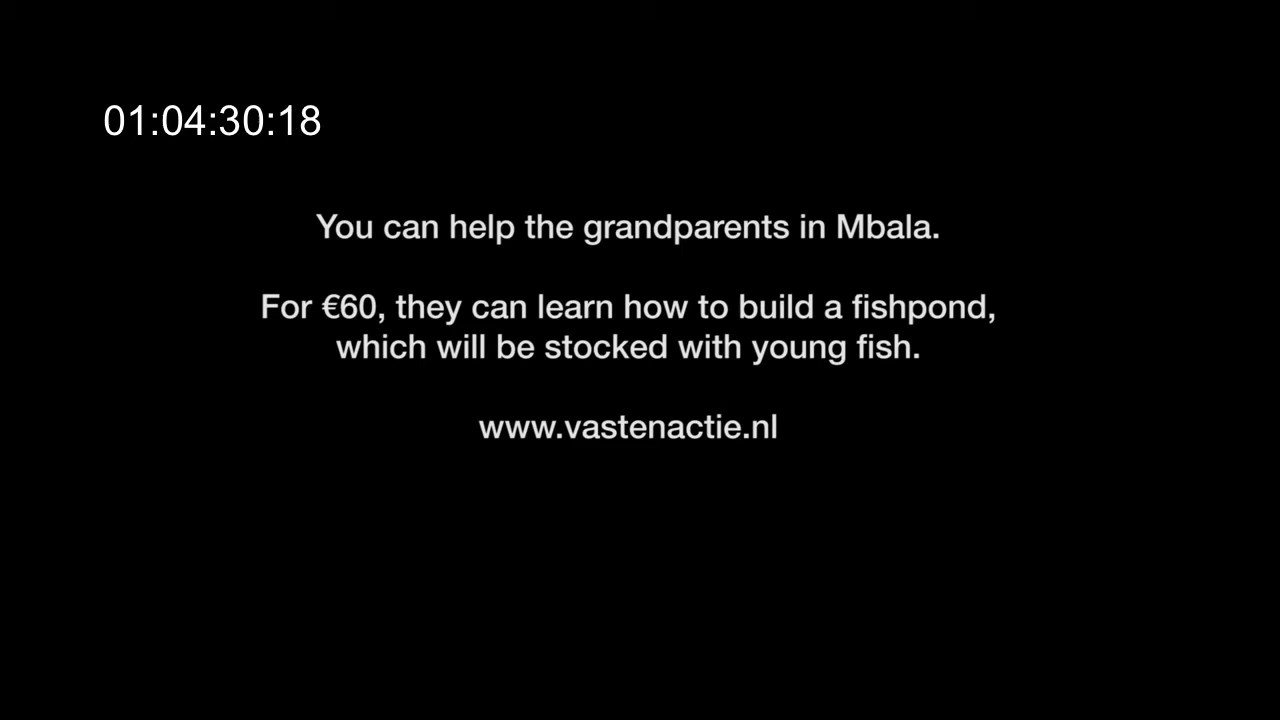 01:04:30:18
You can help the grandparents in Mbala.
For €60, they can learn how to build a fishpond,
which will be stocked with young fish.
www.vastenactie.nl